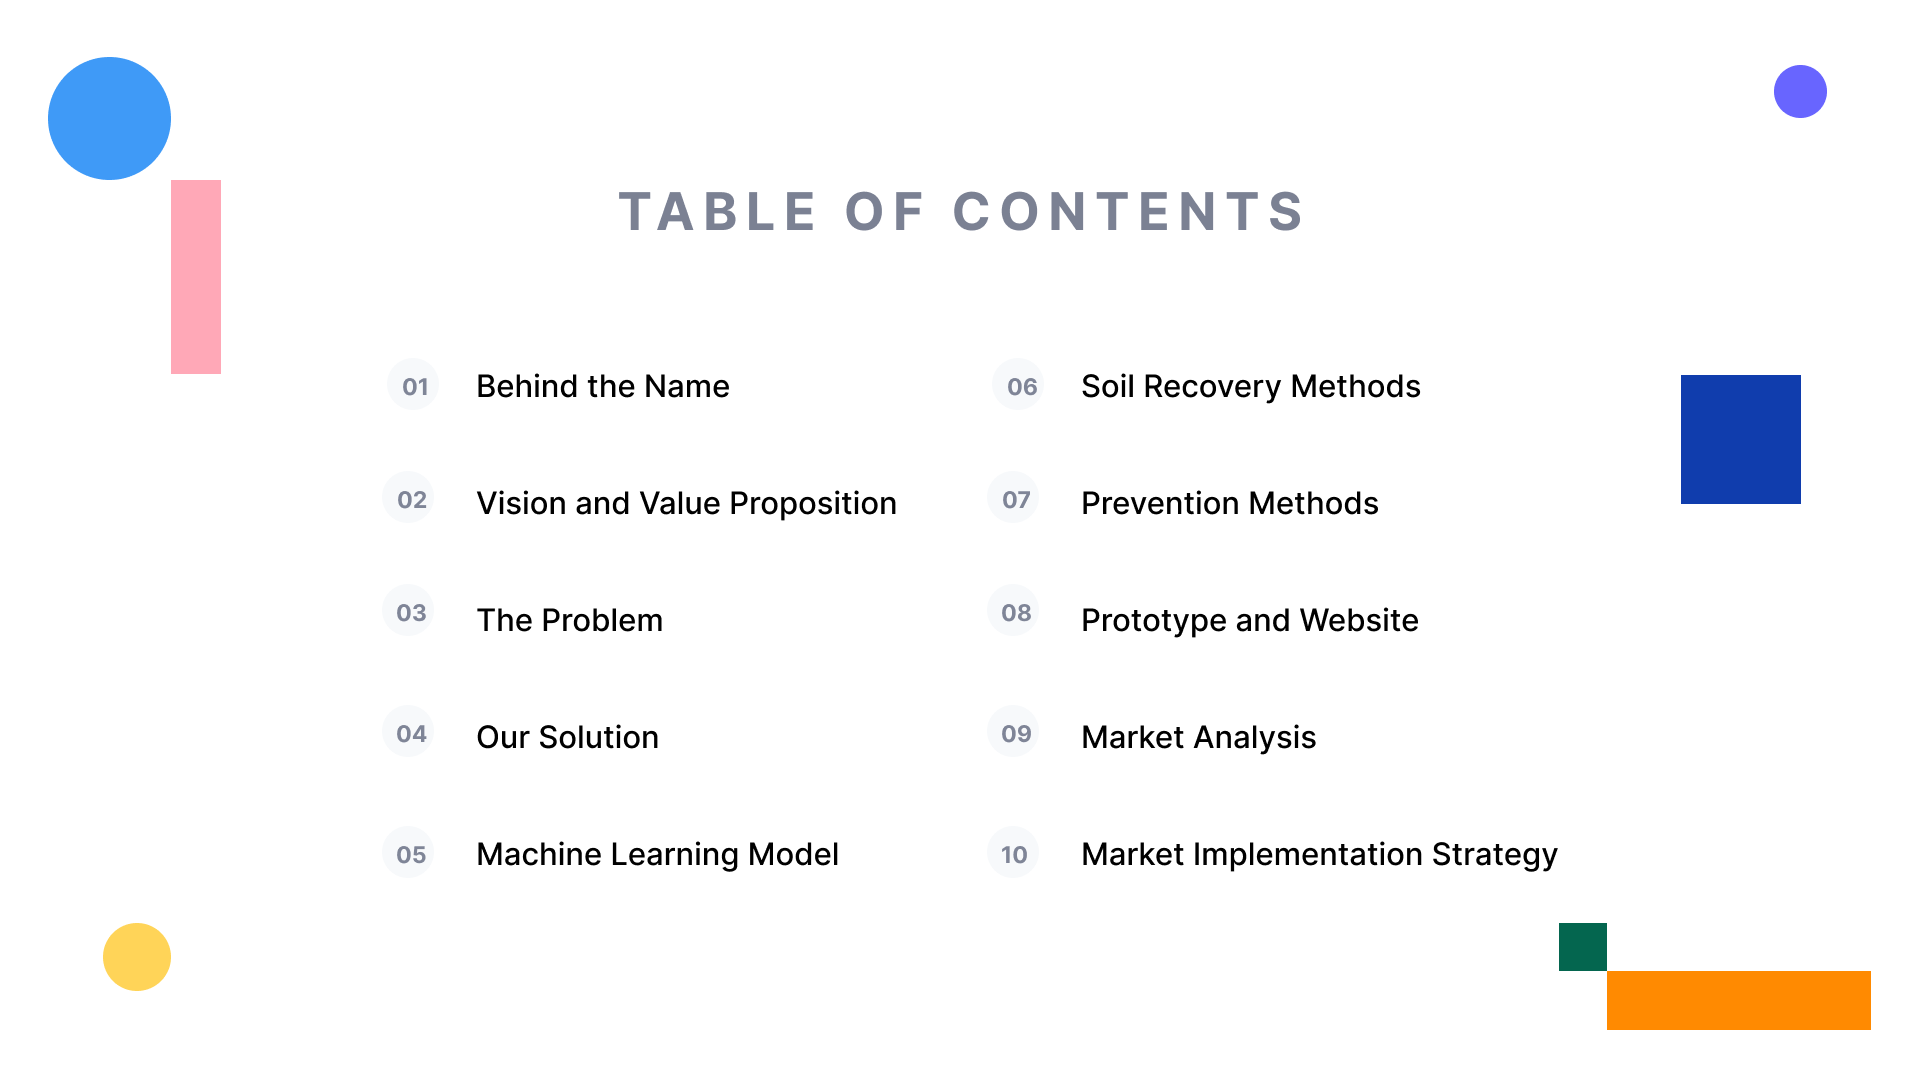 TABLE OF CONTENTS
01 Behind the Name
02 Vision and Value Proposition
03 The Problem
04 Our Solution
05 Machine Learning Model
06 Soil Recovery Methods
07 Prevention Methods
08 Prototype and Website
09 Market Analysis
10 Market Implementation Strategy